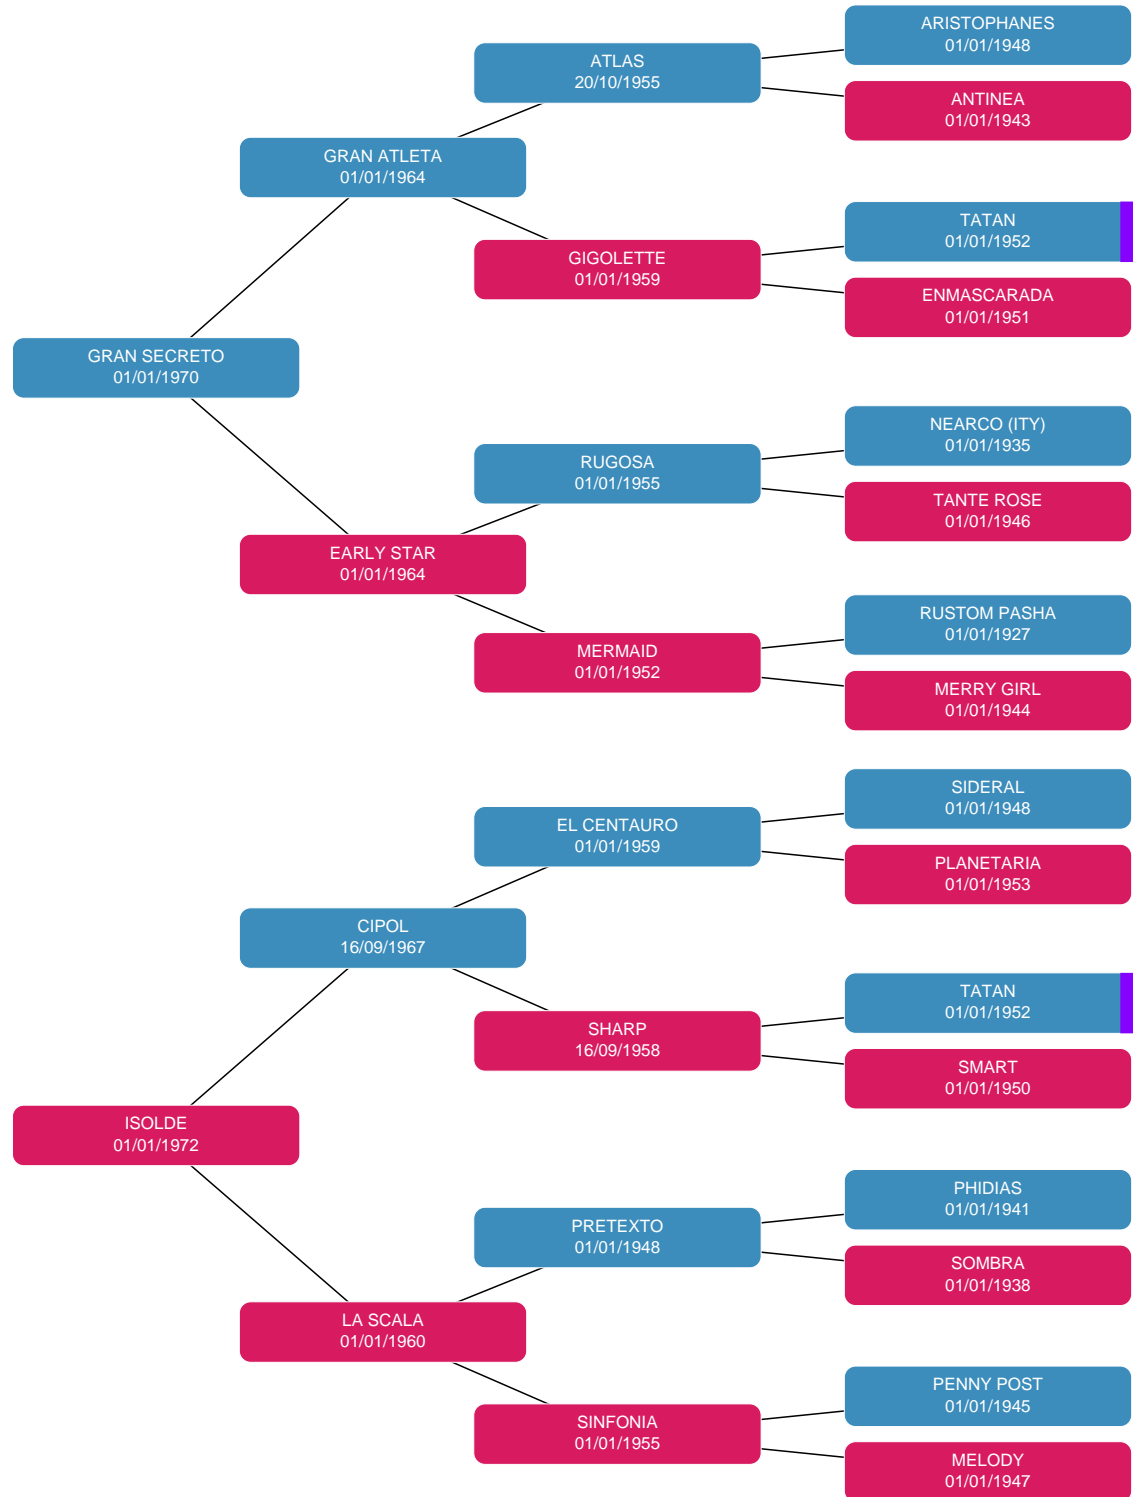 ARISTOPHANES
01/01/1948
ATLAS
20/10/1955
ANTINEA
01/01/1943
GRAN ATLETA
01/01/1964
TATAN
01/01/1952
GIGOLETTE
01/01/1959
ENMASCARADA
01/01/1951
GRAN SECRETO
01/01/1970
NEARCO (ITY)
01/01/1935
RUGOSA
01/01/1955
TANTE ROSE
01/01/1946
EARLY STAR
01/01/1964
RUSTOM PASHA
01/01/1927
MERMAID
01/01/1952
MERRY GIRL
01/01/1944
SIDERAL
01/01/1948
EL CENTAURO
01/01/1959
PLANETARIA
01/01/1953
CIPOL
16/09/1967
TATAN
01/01/1952
SHARP
16/09/1958
SMART
01/01/1950
ISOLDE
01/01/1972
PHIDIAS
01/01/1941
PRETEXTO
01/01/1948
SOMBRA
01/01/1938
LA SCALA
01/01/1960
PENNY POST
01/01/1945
SINFONIA
01/01/1955
MELODY
01/01/1947